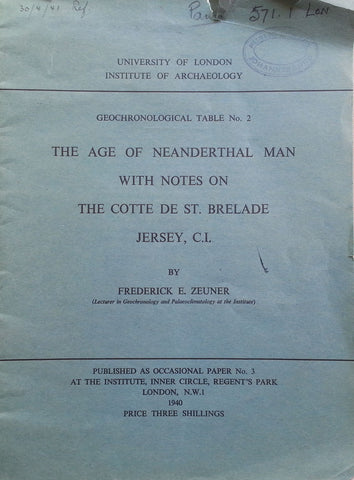 30/4/41 Ref.
571.1 Lon
UNIVERSITY OF LONDON
INSTITUTE OF ARCHAEOLOGY
GEOCHRONOLOGICAL TABLE No. 2
THE AGE OF NEANDERTHAL MAN
WITH NOTES ON
THE COTTE DE ST. BRELADE
JERSEY, C.I.
BY
FREDERICK E. ZEUNER
(Lecturer in Geochronology and Palaeoclimatology at the Institute)
PUBLISHED AS OCCASIONAL PAPER No. 3
AT THE INSTITUTE, INNER CIRCLE, REGENT'S PARK
LONDON, N.W.1
1940
PRICE THREE SHILLINGS